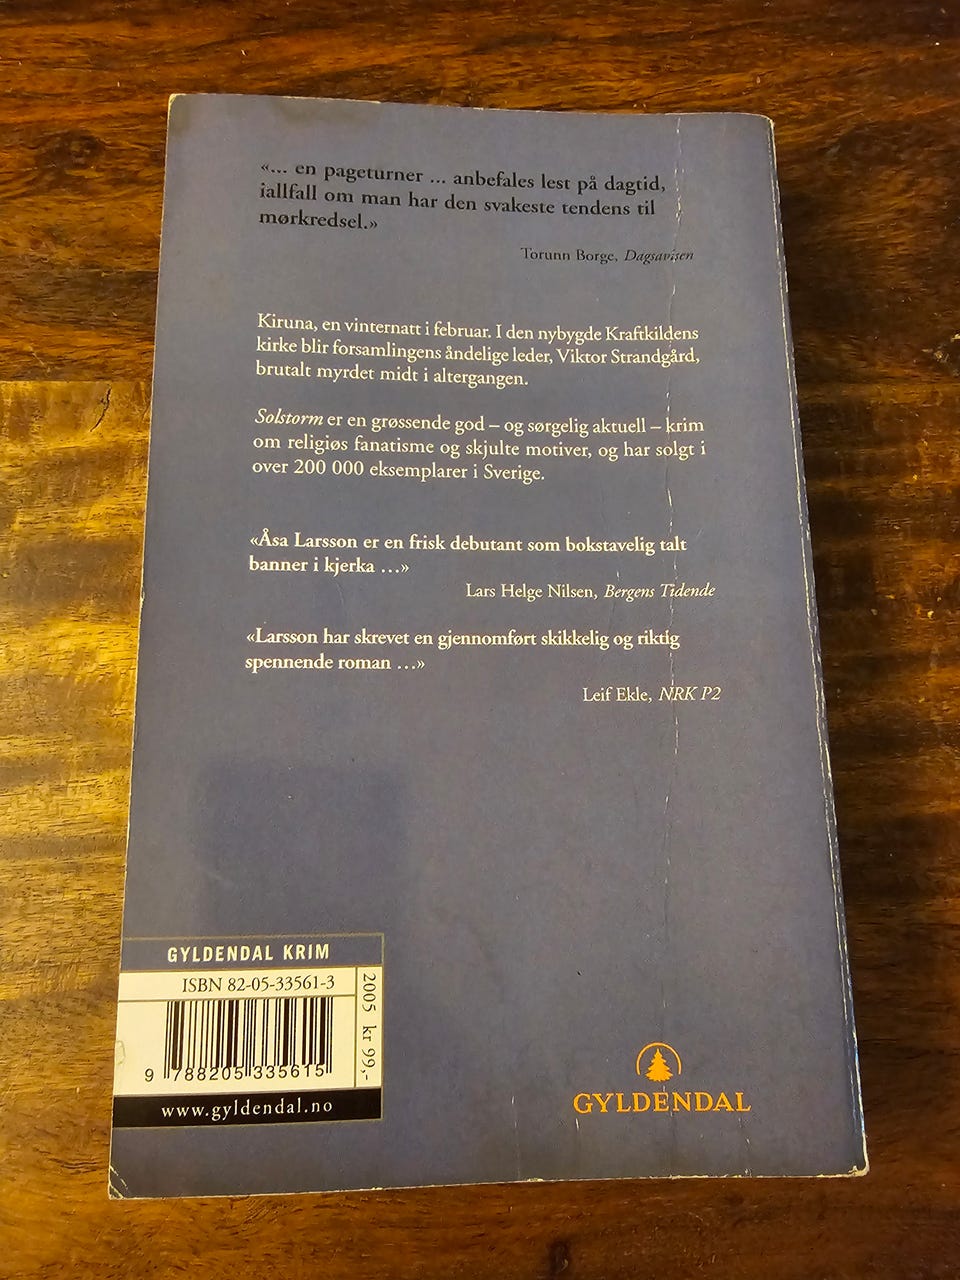 «... en pageturner ... anbefales lest på dagtid,
iallfall om man har den svakeste tendens til
mørkredsel.»
Torunn Borge, Dagsavisen
Kiruna, en vinternatt i februar. I den nybygde Kraftkildens
kirke blir forsamlingens åndelige leder, Viktor Strandgård,
brutalt myrdet midt i altergangen.
Solstorm er en grøssende god – og sørgelig aktuell – krim
om religiøs fanatisme og skjulte motiver, og har solgt i
over 200 000 eksemplarer i Sverige.
«Åsa Larsson er en frisk debutant som bokstavelig talt
banner i kjerka ...»
Lars Helge Nilsen, Bergens Tidende
«Larsson har skrevet en gjennomført skikkelig og riktig
spennende roman ...»
Leif Ekle, NRK P2
GYLDENDAL KRIM
ISBN 82-05-33561-3
2005 kr 99,-
9 788205 335615
www.gyldendal.no
GYLDENDAL